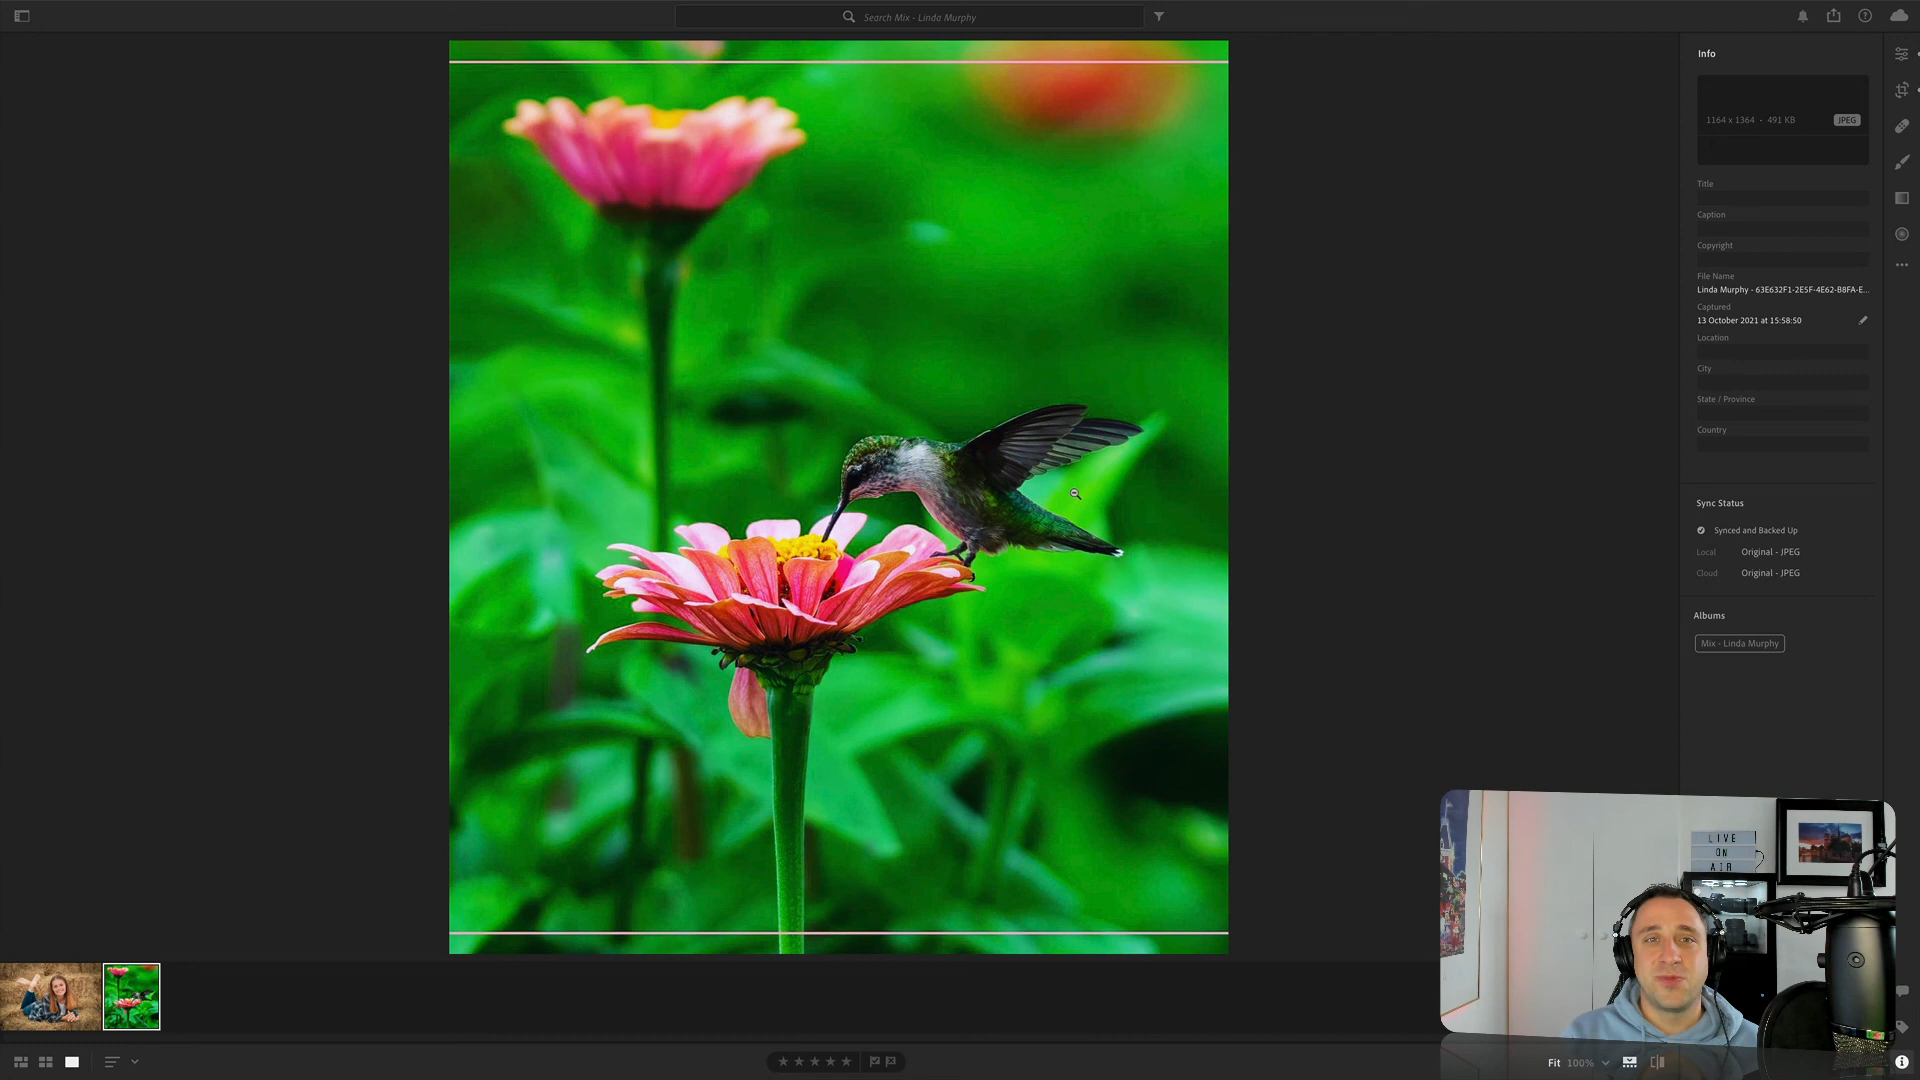 Search Mix - Linda Murphy
Info
1164 x 1364 • 491 KB
JPEG
Title
Caption
Copyright
File Name
Linda Murphy - 63E632F1-2E5F-4E62-B8FA-E...
Captured
13 October 2021 at 15:58:50
Location
City
State / Province
Country
Sync Status
Synced and Backed Up
Local Original - JPEG
Cloud Original - JPEG
Albums
Mix - Linda Murphy
LIVE
ON
AIR
Fit 100%